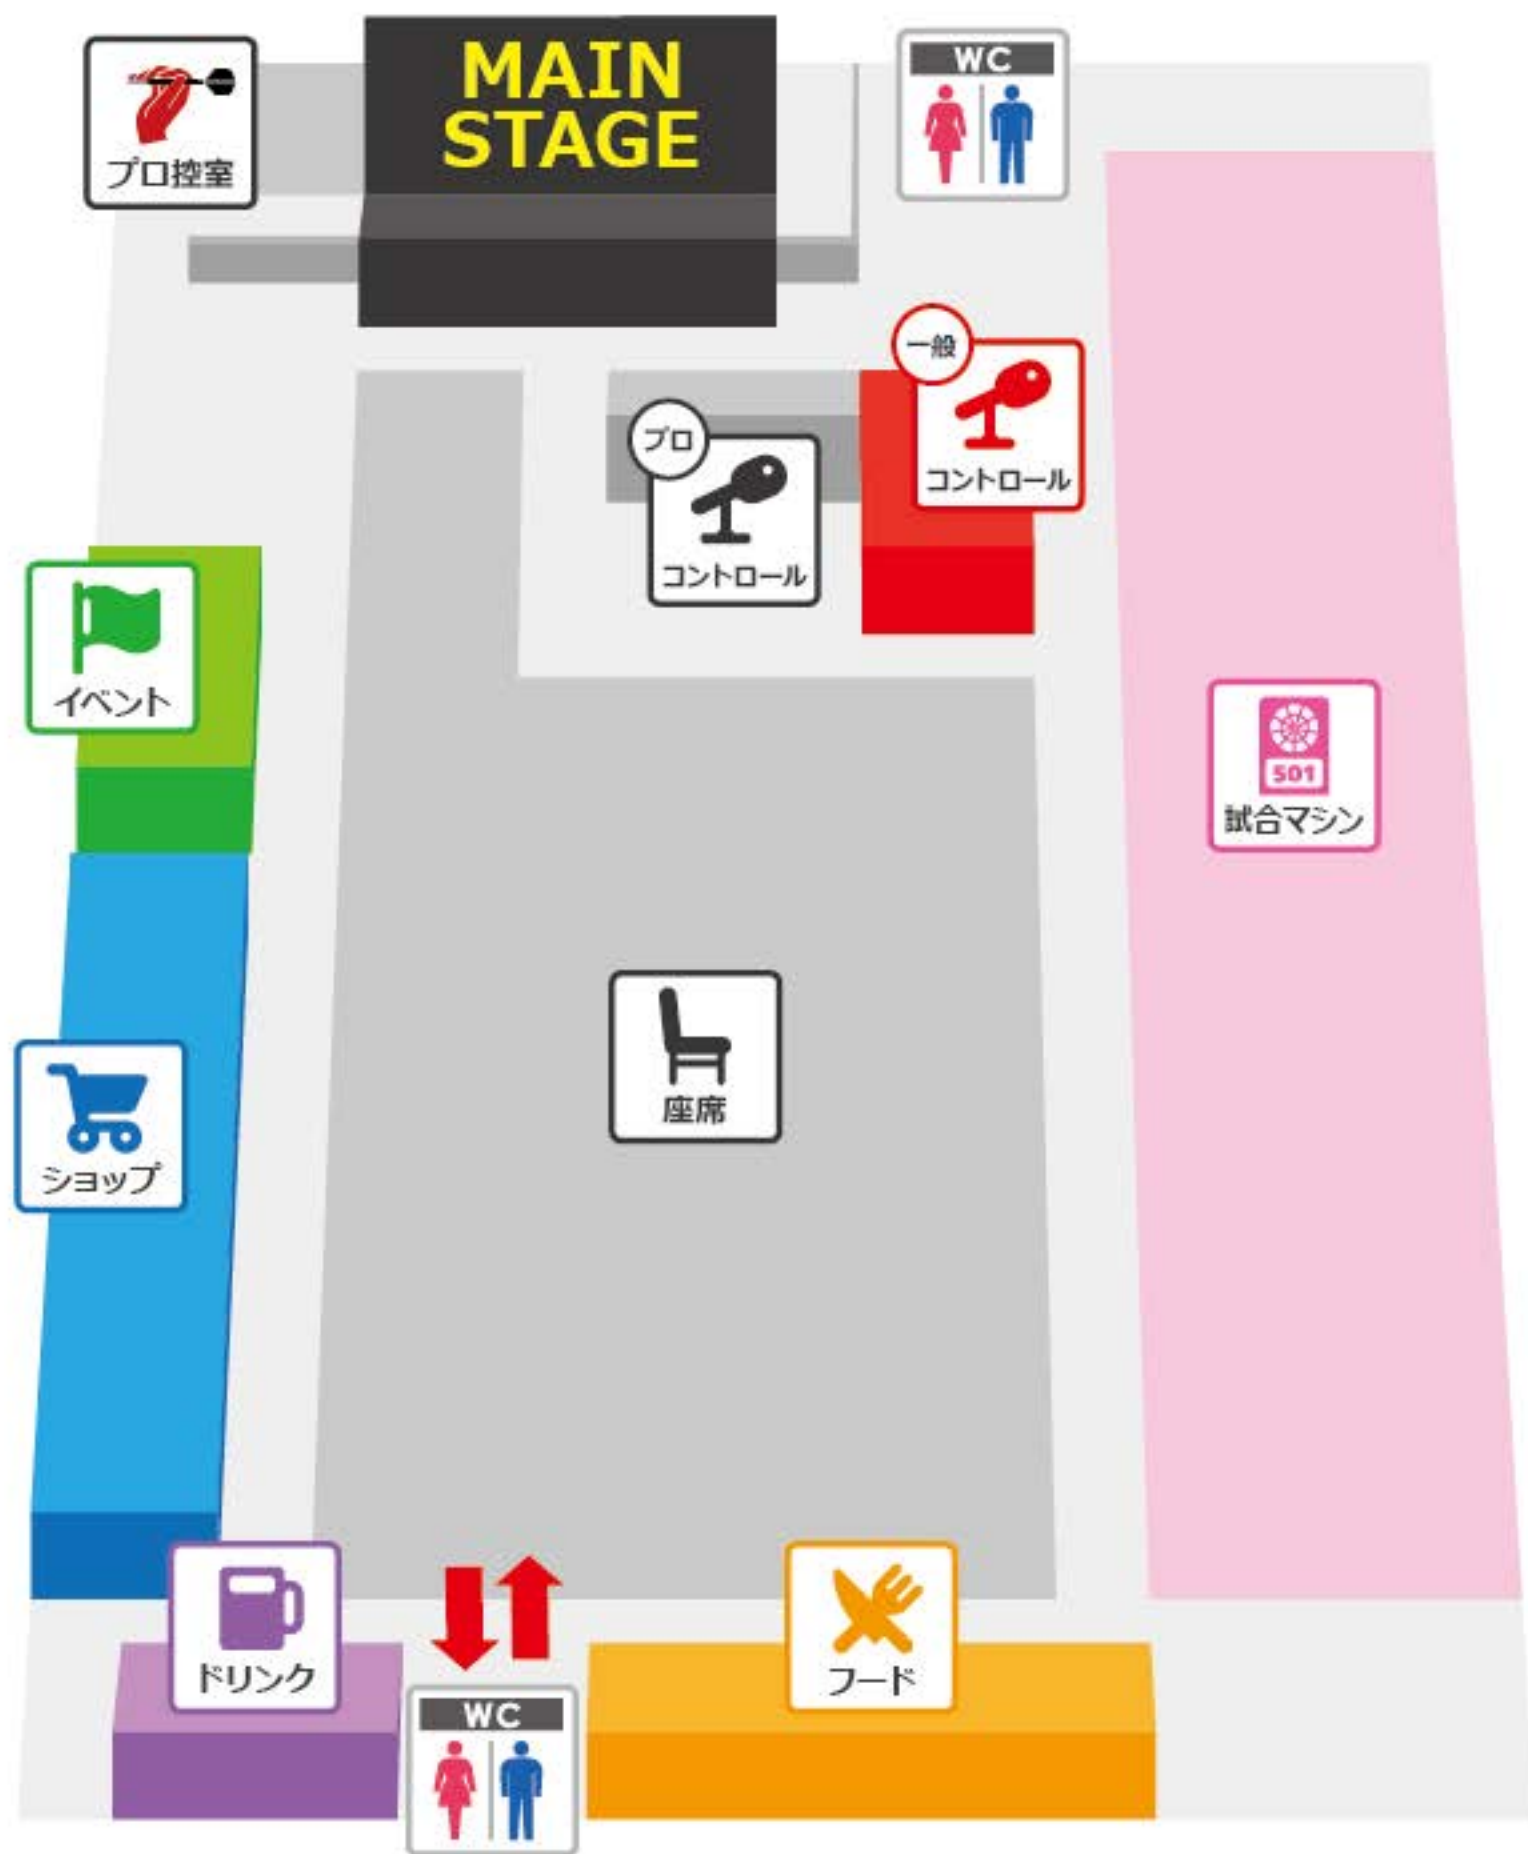 MAIN
STAGE
プロ控室
WC
一般
コントロール
プロ
コントロール
イベント
501
試合マシン
座席
ショップ
ドリンク
フード
WC